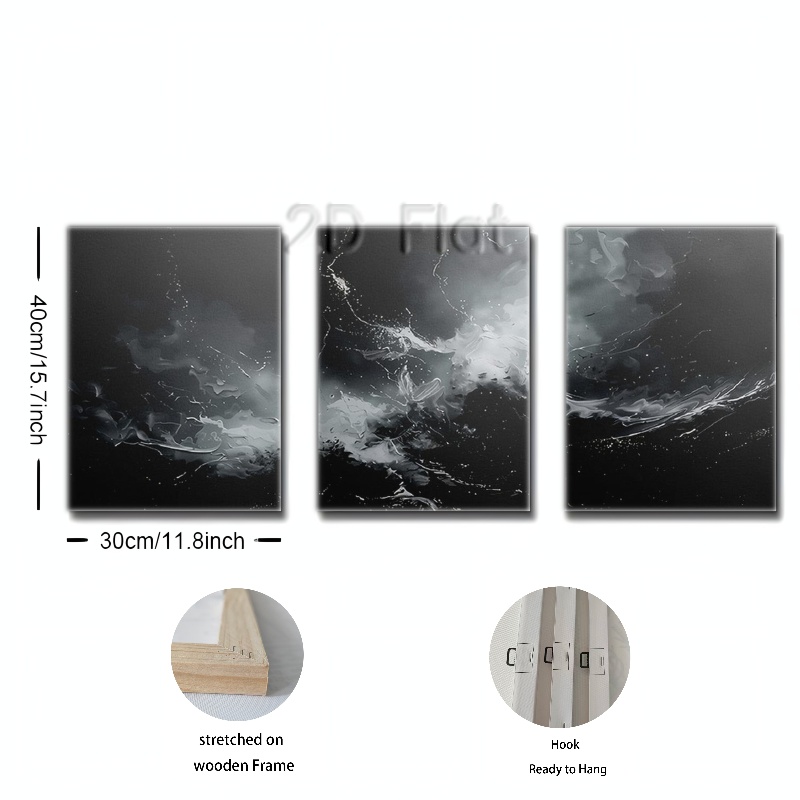 2D Flat
40cm/15.7inch
30cm/11.8inch
stretched on
wooden Frame
Hook
Ready to Hang